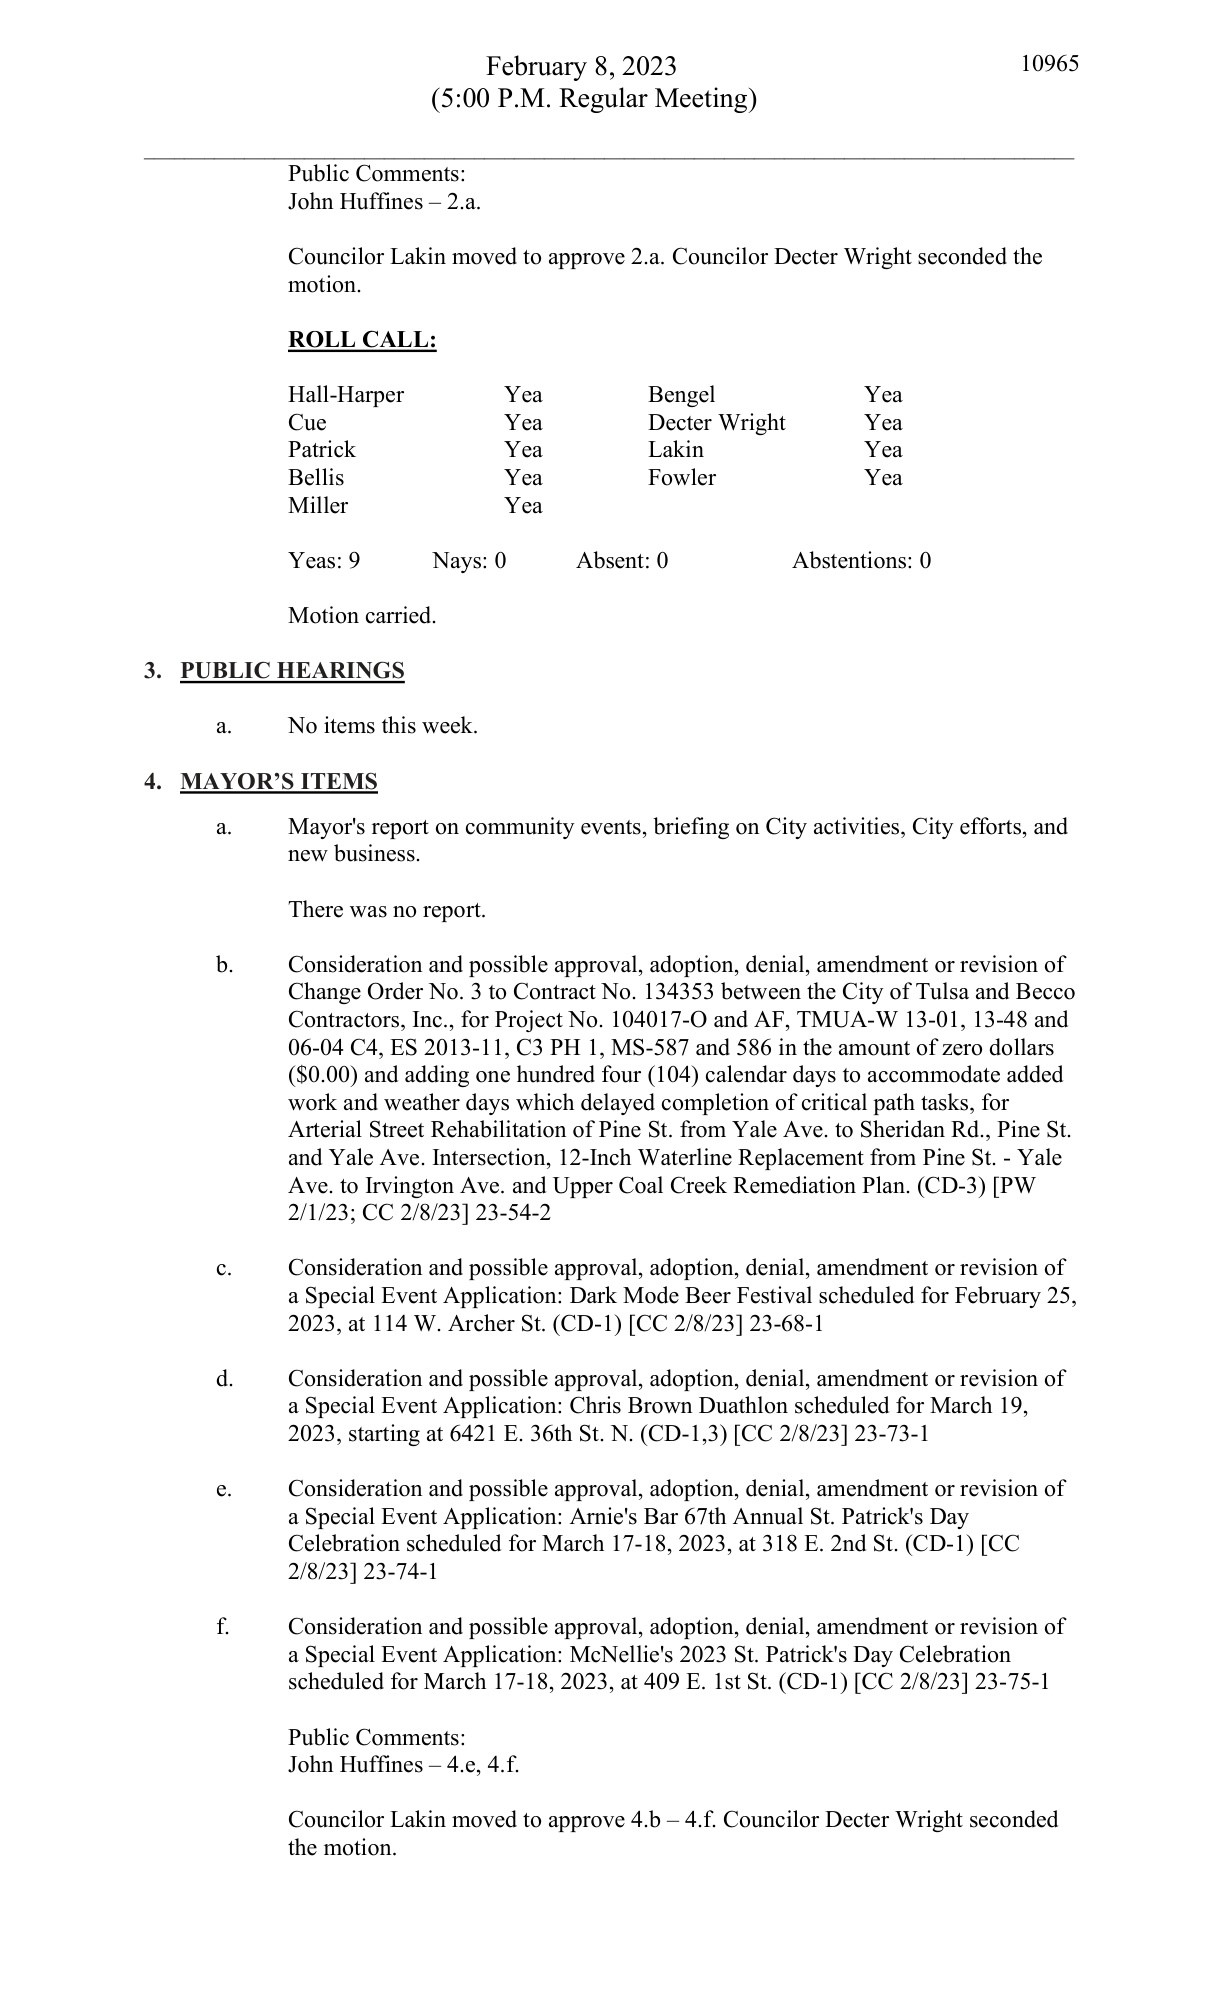 February 8, 2023
10965
(5:00 P.M. Regular Meeting)
Public Comments:
John Huffines – 2.a.
Councilor Lakin moved to approve 2.a. Councilor Decter Wright seconded the
motion.
ROLL CALL:
Hall-Harper Yea Bengel Yea
Cue Yea Decter Wright Yea
Patrick Yea Lakin Yea
Bellis Yea Fowler Yea
Miller Yea
Yeas: 9 Nays: 0 Absent: 0 Abstentions: 0
Motion carried.
3. PUBLIC HEARINGS
a. No items this week.
4. MAYOR’S ITEMS
a. Mayor's report on community events, briefing on City activities, City efforts, and
new business.
There was no report.
b. Consideration and possible approval, adoption, denial, amendment or revision of
Change Order No. 3 to Contract No. 134353 between the City of Tulsa and Becco
Contractors, Inc., for Project No. 104017-O and AF, TMUA-W 13-01, 13-48 and
06-04 C4, ES 2013-11, C3 PH 1, MS-587 and 586 in the amount of zero dollars
($0.00) and adding one hundred four (104) calendar days to accommodate added
work and weather days which delayed completion of critical path tasks, for
Arterial Street Rehabilitation of Pine St. from Yale Ave. to Sheridan Rd., Pine St.
and Yale Ave. Intersection, 12-Inch Waterline Replacement from Pine St. - Yale
Ave. to Irvington Ave. and Upper Coal Creek Remediation Plan. (CD-3) [PW
2/1/23; CC 2/8/23] 23-54-2
c. Consideration and possible approval, adoption, denial, amendment or revision of
a Special Event Application: Dark Mode Beer Festival scheduled for February 25,
2023, at 114 W. Archer St. (CD-1) [CC 2/8/23] 23-68-1
d. Consideration and possible approval, adoption, denial, amendment or revision of
a Special Event Application: Chris Brown Duathlon scheduled for March 19,
2023, starting at 6421 E. 36th St. N. (CD-1,3) [CC 2/8/23] 23-73-1
e. Consideration and possible approval, adoption, denial, amendment or revision of
a Special Event Application: Arnie's Bar 67th Annual St. Patrick's Day
Celebration scheduled for March 17-18, 2023, at 318 E. 2nd St. (CD-1) [CC
2/8/23] 23-74-1
f. Consideration and possible approval, adoption, denial, amendment or revision of
a Special Event Application: McNellie's 2023 St. Patrick's Day Celebration
scheduled for March 17-18, 2023, at 409 E. 1st St. (CD-1) [CC 2/8/23] 23-75-1
Public Comments:
John Huffines – 4.e, 4.f.
Councilor Lakin moved to approve 4.b – 4.f. Councilor Decter Wright seconded
the motion.